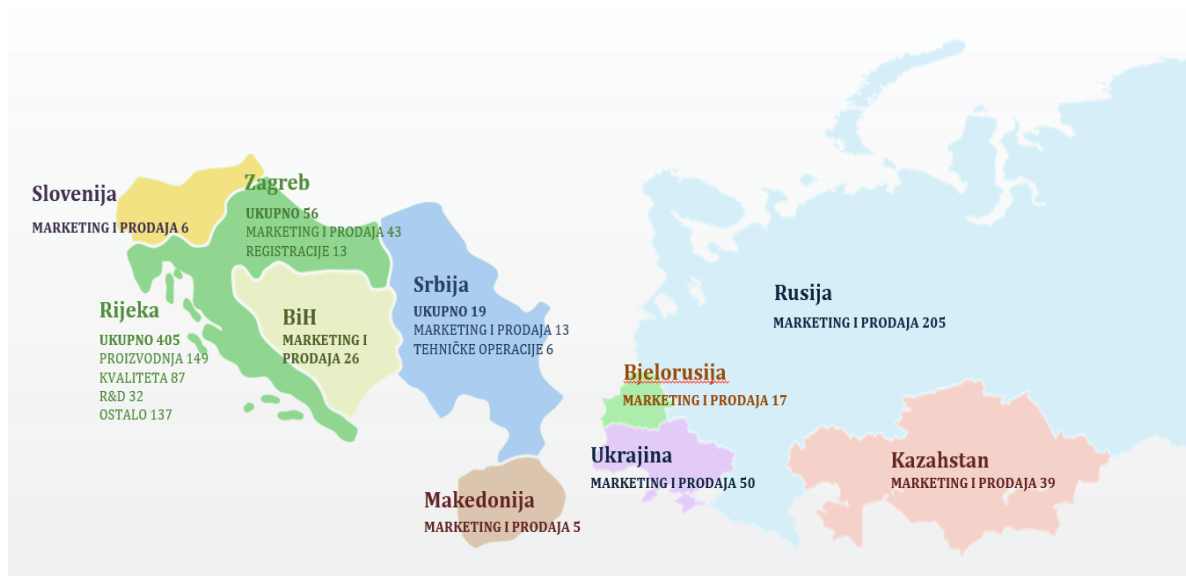 Slovenija
MARKETING I PRODAJA 6
Zagreb
UKUPNO 56
MARKETING I PRODAJA 43
REGISTRACIJE 13
Rijeka
UKUPNO 405
PROIZVODNJA 149
KVALITETA 87
R&D 32
OSTALO 137
BiH
MARKETING I
PRODAJA 26
Srbija
UKUPNO 19
MARKETING I PRODAJA 13
TEHNIČKE OPERACIJE 6
Makedonija
MARKETING I PRODAJA 5
Rusija
MARKETING I PRODAJA 205
Bjelorusija
MARKETING I PRODAJA 17
Ukrajina
MARKETING I PRODAJA 50
Kazahstan
MARKETING I PRODAJA 39